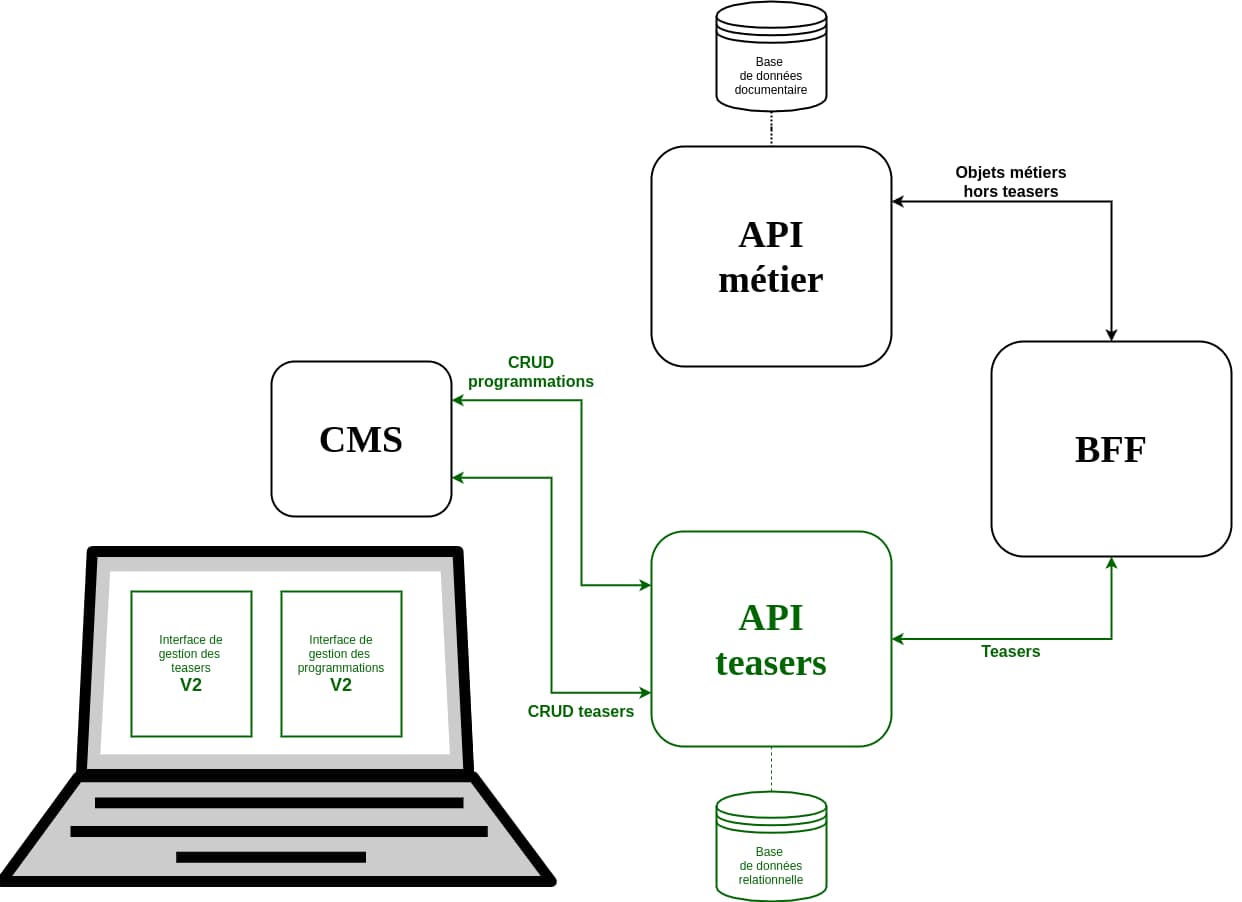 Base
de données
documentaire
API
métier
Objets métiers
hors teasers
CRUD
programmations
CMS
BFF
Interface de
gestion des
teasers
V2
Interface de
gestion des
programmations
V2
API
teasers
Teasers
CRUD teasers
Base
de données
relationnelle